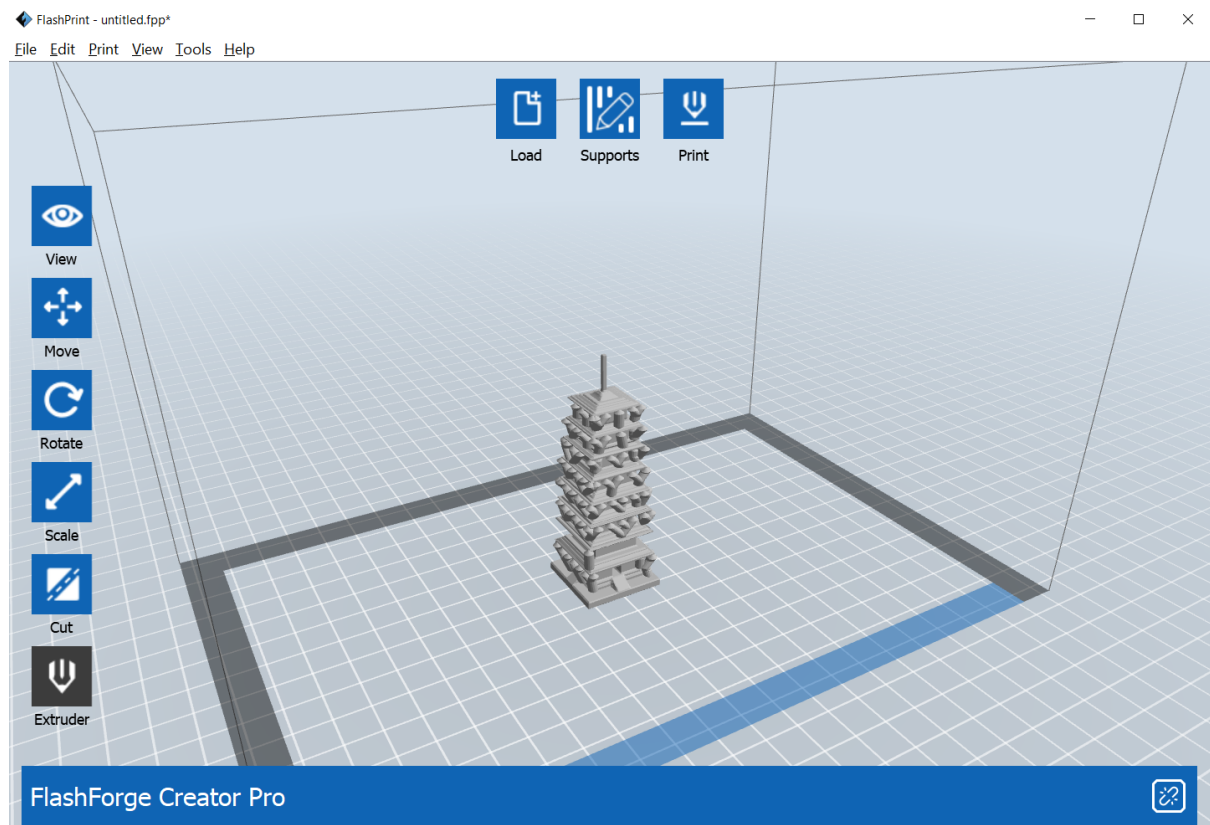 FlashPrint - untitled.fpp*
File Edit Print View Tools Help
Load Supports Print
View
Move
Rotate
Scale
Cut
Extruder
FlashForge Creator Pro